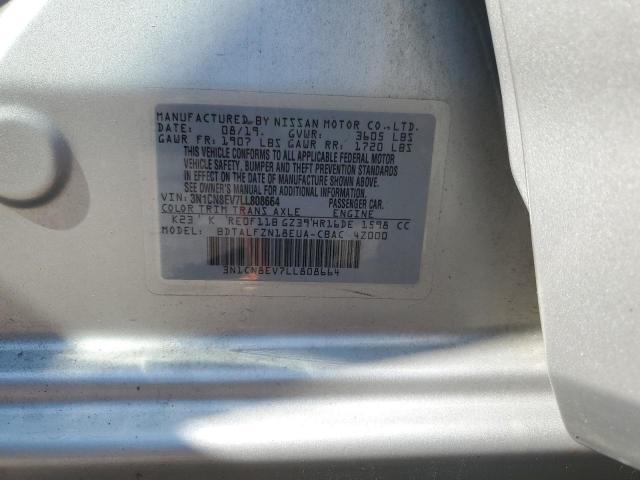 MANUFACTURED BY NISSAN MOTOR CO., LTD.
DATE: 08/19. GVWR: 3605 LBS
GAWR FR: 1907 LBS GAWR RR: 1720 LBS
THIS VEHICLE CONFORMS TO ALL APPLICABLE FEDERAL MOTOR
VEHICLE SAFETY, BUMPER AND THEFT PREVENTION STANDARDS
IN EFFECT ON THE DATE OF MANUFACTURE SHOWN ABOVE.
SEE OWNER'S MANUAL FOR ADDITIONAL INFORMATION.
VIN: 3N1CN8EV7LL808664 PASSENGER CAR.
COLOR TRIM TRANS AXLE ENGINE
K23 K RE0F11B GZ39 HR16DE 1598 CC
MODEL: BDTALFZN18EUA-CBAC 4Z000
3N1CN8EV7LL808664